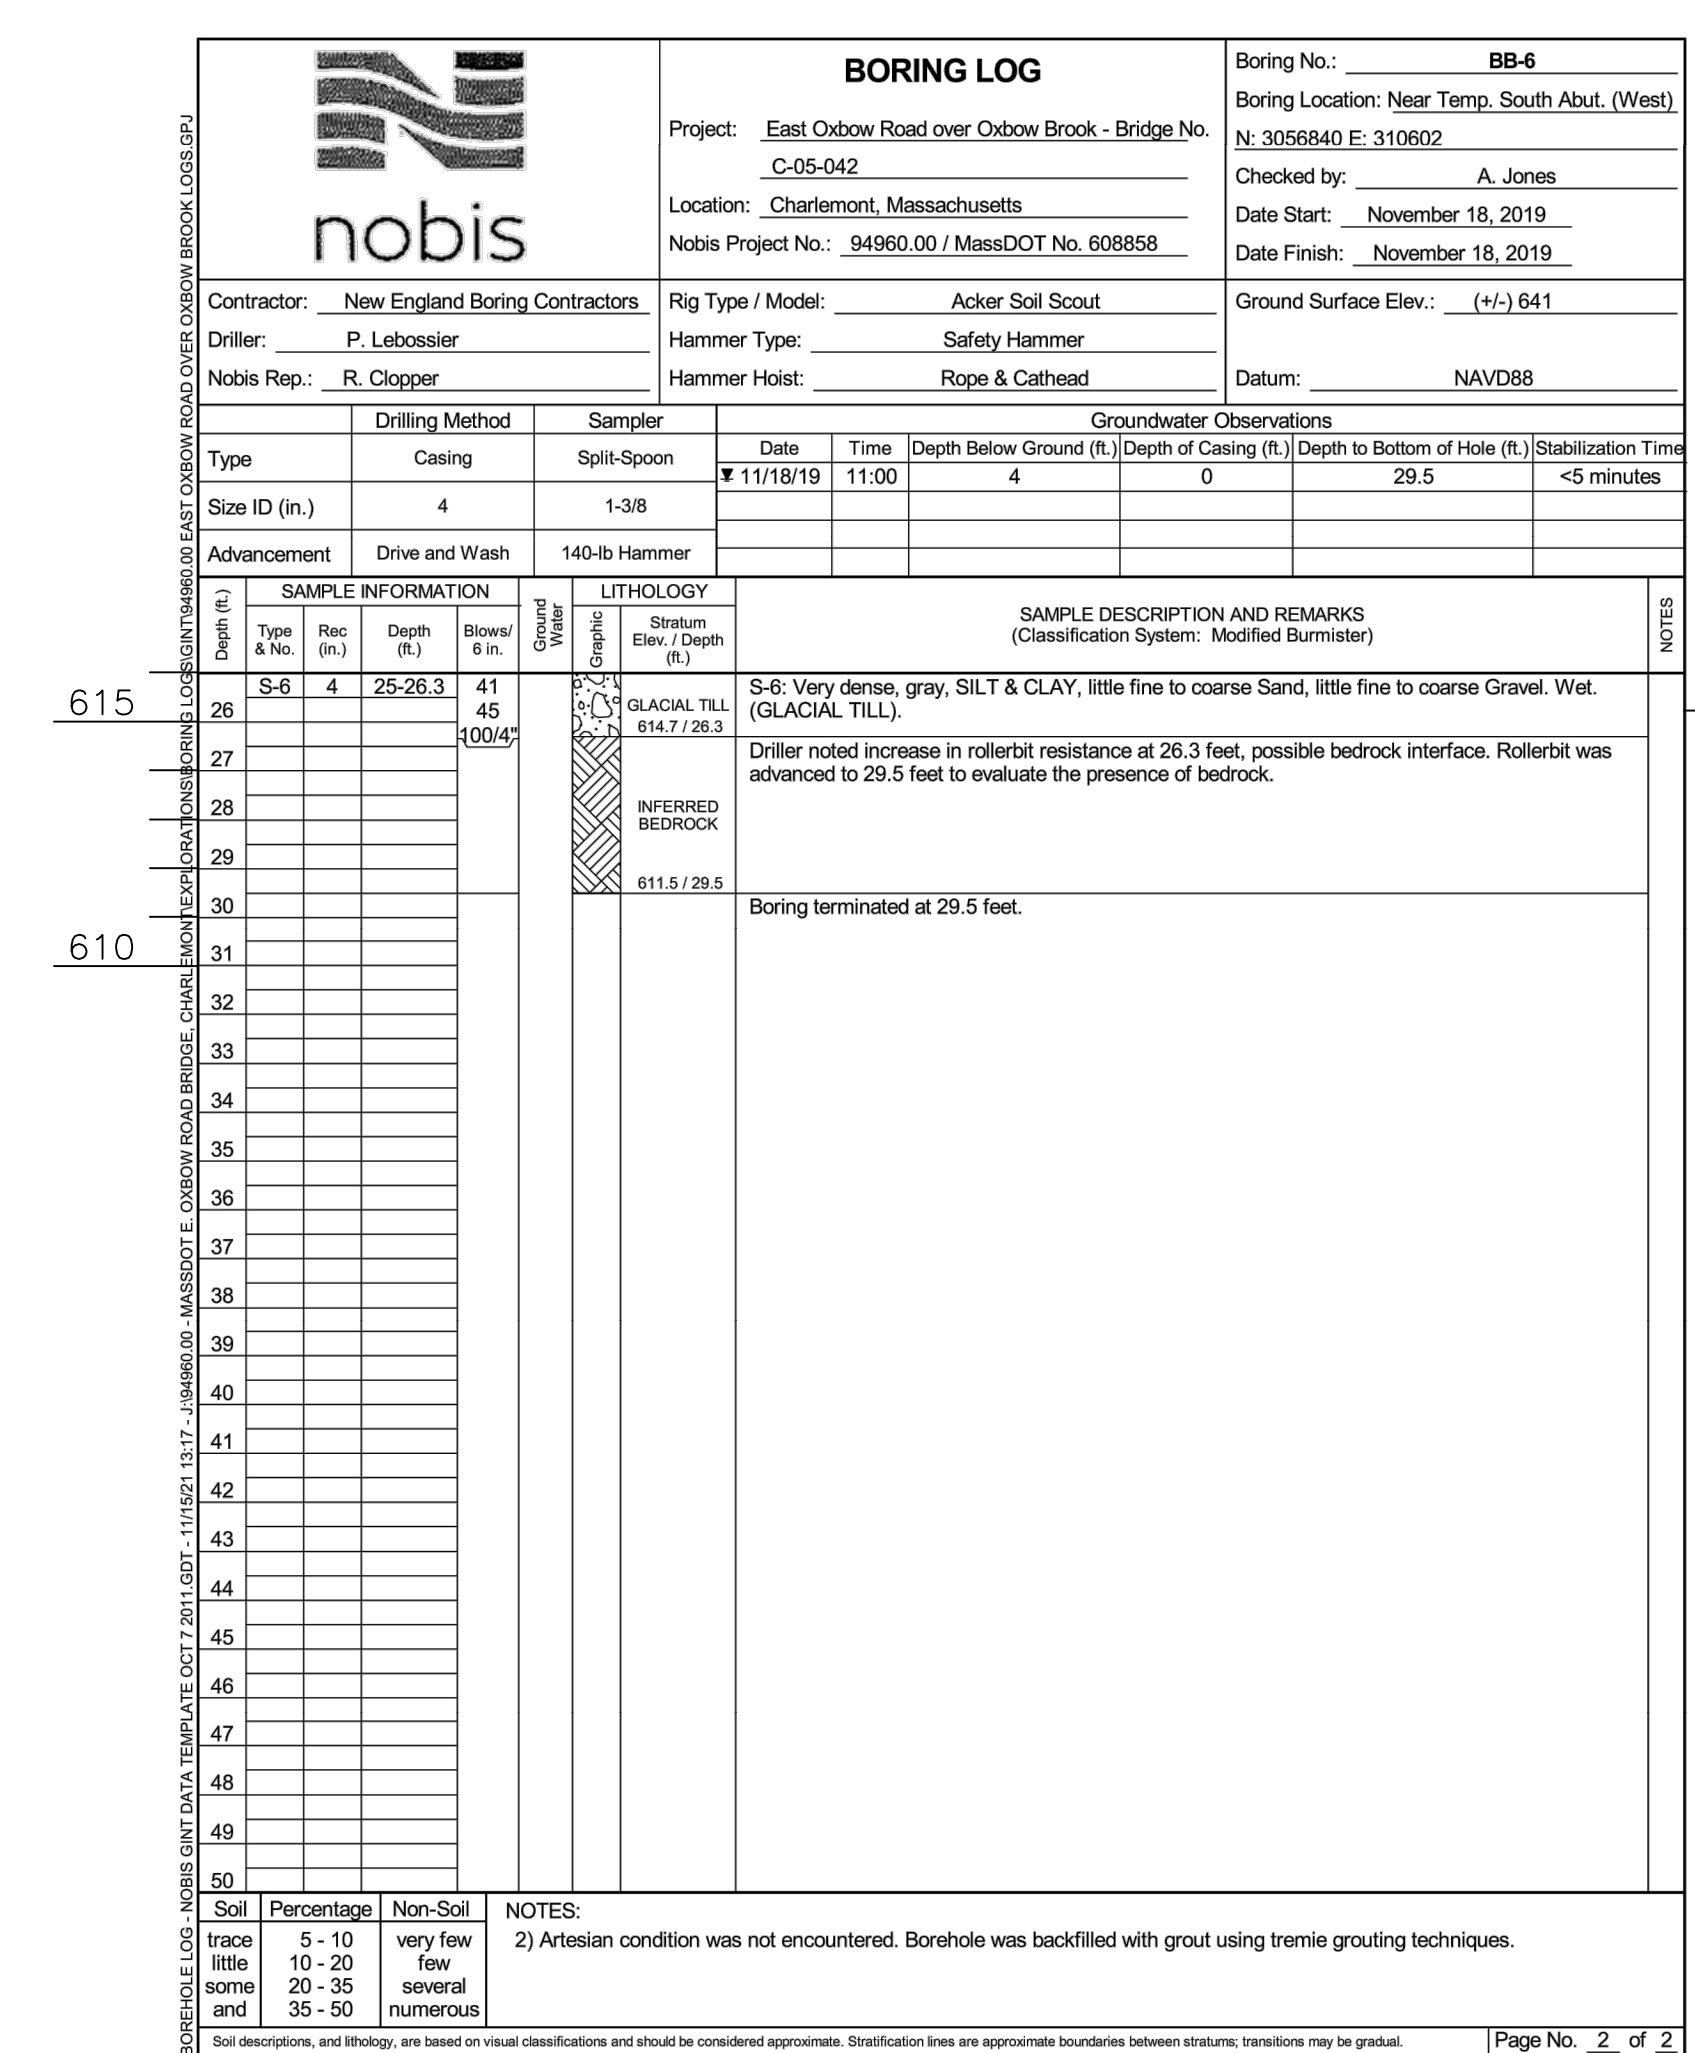 nobis
BORING LOG
Project: East Oxbow Road over Oxbow Brook - Bridge No.
C-05-042
Location: Charlemont, Massachusetts
Nobis Project No.: 94960.00 / MassDOT No. 608858
Boring No.: BB-6
Boring Location: Near Temp. South Abut. (West)
N: 3056840 E: 310602
Checked by: A. Jones
Date Start: November 18, 2019
Date Finish: November 18, 2019
Contractor: New England Boring Contractors
Driller: P. Lebossier
Nobis Rep.: R. Clopper
Rig Type / Model: Acker Soil Scout
Hammer Type: Safety Hammer
Hammer Hoist: Rope & Cathead
Ground Surface Elev.: (+/-) 641
Datum: NAVD88
Drilling Method Sampler
Type Casing Split-Spoon
Size ID (in.) 4 1-3/8
Advancement Drive and Wash 140-lb Hammer
Groundwater Observations
Date Time Depth Below Ground (ft.) Depth of Casing (ft.) Depth to Bottom of Hole (ft.) Stabilization Time
11/18/19 11:00 4 0 29.5 <5 minutes
Depth (ft.)
SAMPLE INFORMATION
Type
& No.
Rec
(in.)
Depth
(ft.)
Blows/
6 in.
Ground
Water
LITHOLOGY
Graphic
Stratum
Elev. / Depth
(ft.)
SAMPLE DESCRIPTION AND REMARKS
(Classification System: Modified Burmister)
NOTES
S-6 4 25-26.3 41
45
100/4"
GLACIAL TILL
614.7 / 26.3
S-6: Very dense, gray, SILT & CLAY, little fine to coarse Sand, little fine to coarse Gravel. Wet.
(GLACIAL TILL).
Driller noted increase in rollerbit resistance at 26.3 feet, possible bedrock interface. Rollerbit was
advanced to 29.5 feet to evaluate the presence of bedrock.
INFERRED
BEDROCK
611.5 / 29.5
Boring terminated at 29.5 feet.
615
610
26
27
28
29
30
31
32
33
34
35
36
37
38
39
40
41
42
43
44
45
46
47
48
49
50
Soil Percentage Non-Soil
trace 5 - 10 very few
little 10 - 20 few
some 20 - 35 several
and 35 - 50 numerous
NOTES:
2) Artesian condition was not encountered. Borehole was backfilled with grout using tremie grouting techniques.
Soil descriptions, and lithology, are based on visual classifications and should be considered approximate. Stratification lines are approximate boundaries between stratums; transitions may be gradual.
Page No. 2 of 2
BOREHOLE LOG - NOBIS GINT DATA TEMPLATE OCT 7 2011.GDT - 11/15/21 13:17 - J:\94960.00 - MASSDOT E. OXBOW ROAD BRIDGE, CHARLEMONT\EXPLORATIONS\BORING LOGS\GINT\94960.00 EAST OXBOW ROAD OVER OXBOW BROOK LOGS.GPJ